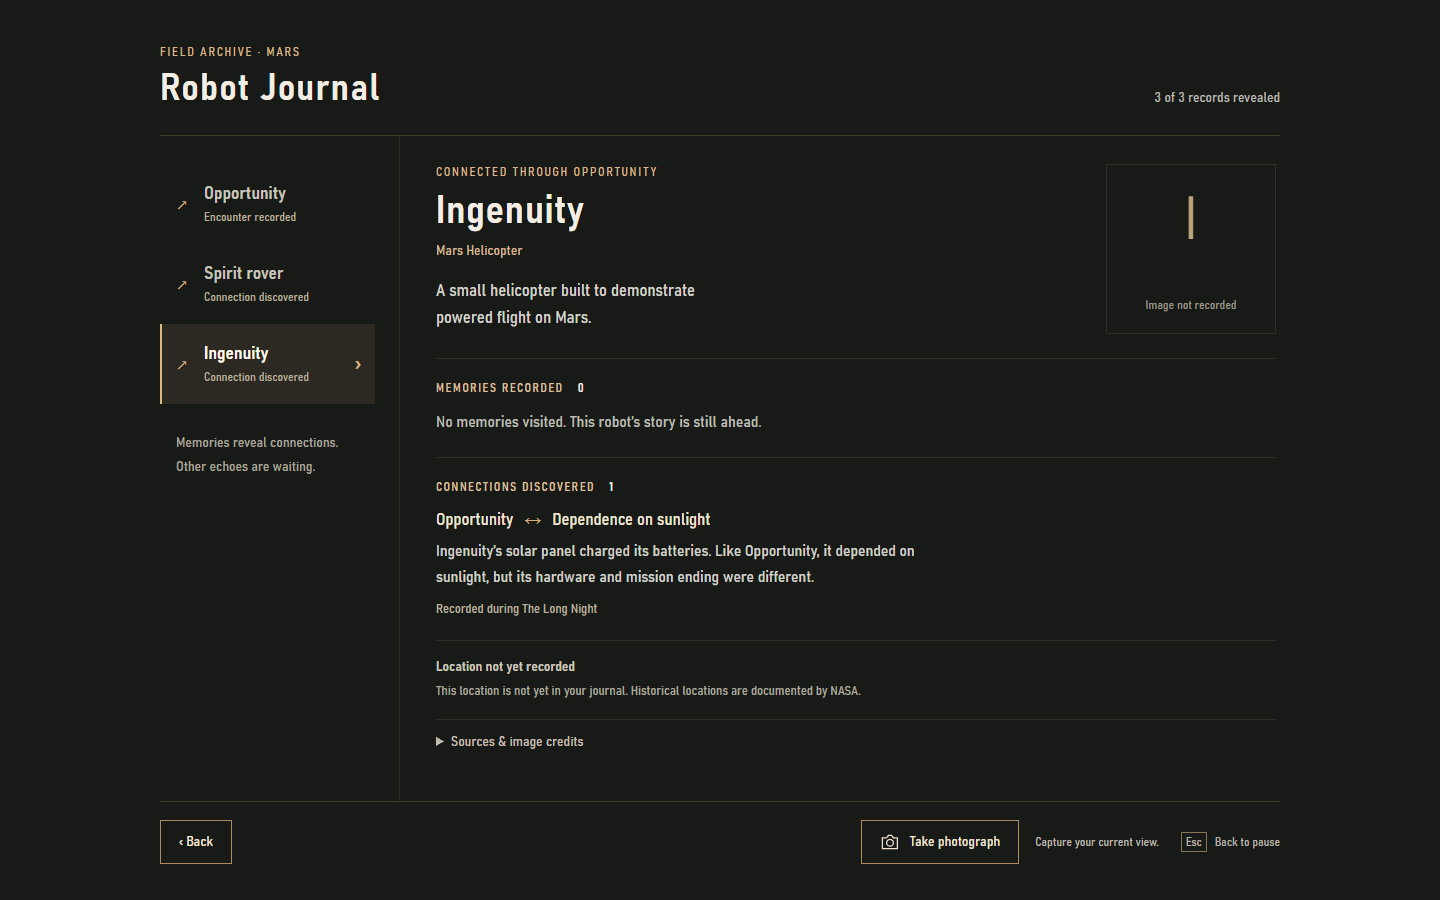 FIELD ARCHIVE · MARS
Robot Journal
3 of 3 records revealed
↗ Opportunity
Encounter recorded
↗ Spirit rover
Connection discovered
↗ Ingenuity ›
Connection discovered
Memories reveal connections.
Other echoes are waiting.
CONNECTED THROUGH OPPORTUNITY
Ingenuity
Mars Helicopter
A small helicopter built to demonstrate
powered flight on Mars.
I
Image not recorded
MEMORIES RECORDED 0
No memories visited. This robot's story is still ahead.
CONNECTIONS DISCOVERED 1
Opportunity ↔ Dependence on sunlight
Ingenuity's solar panel charged its batteries. Like Opportunity, it depended on
sunlight, but its hardware and mission ending were different.
Recorded during The Long Night
Location not yet recorded
This location is not yet in your journal. Historical locations are documented by NASA.
▶ Sources & image credits
‹ Back
Take photograph
Capture your current view.
Esc Back to pause